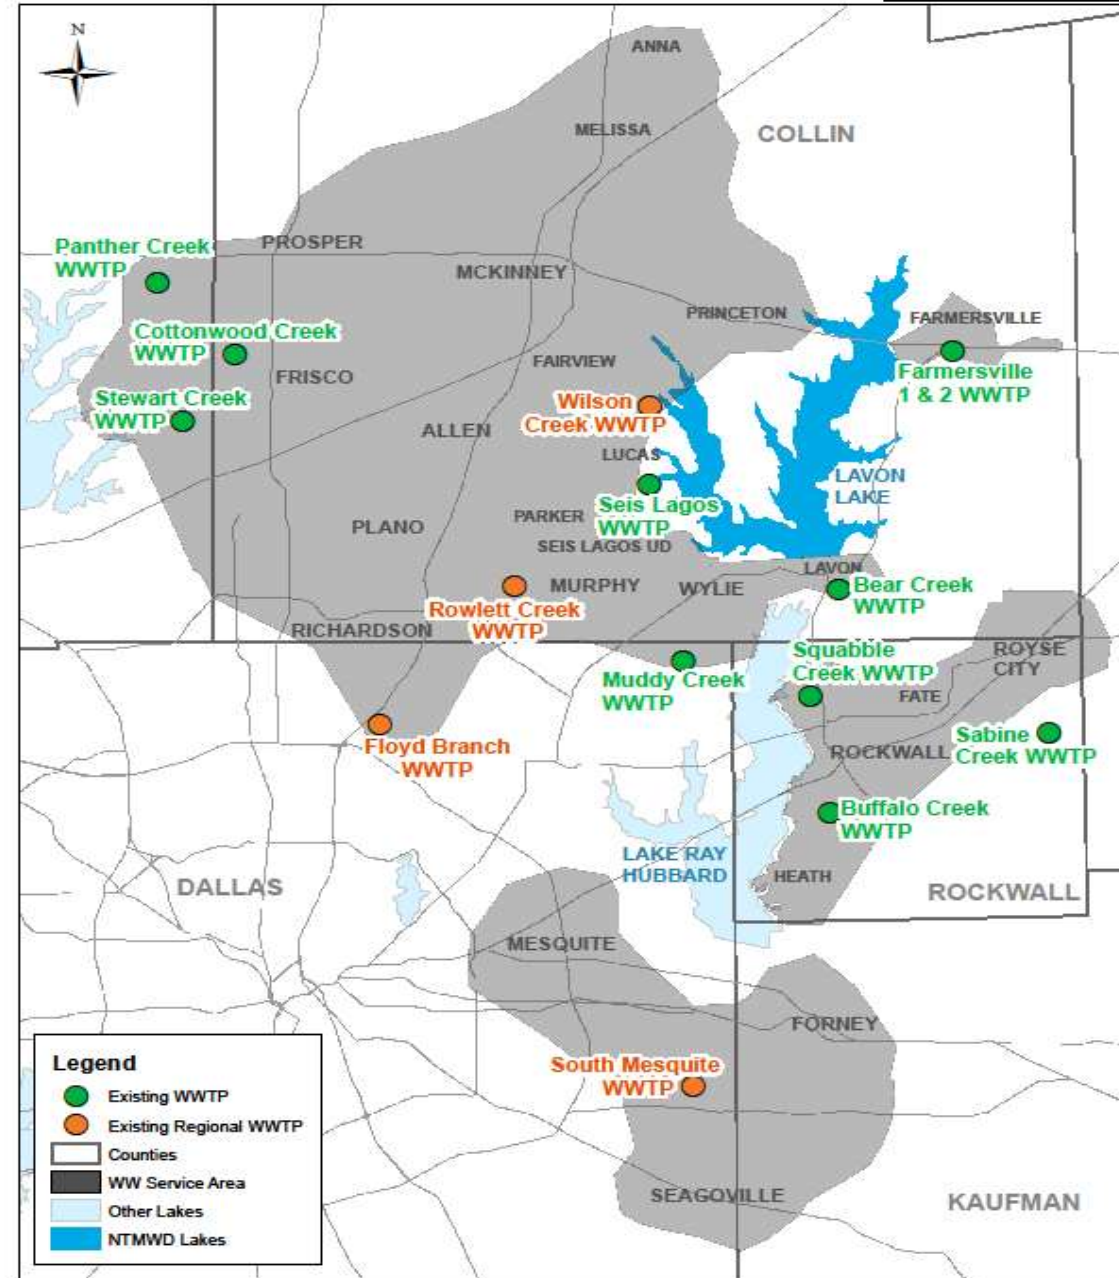 N
ANNA
MELISSA
COLLIN
PROSPER
Panther Creek
WWTP
MCKINNEY
PRINCETON
FARMERSVILLE
Cottonwood Creek
WWTP
FAIRVIEW
FRISCO
Farmersville
1 & 2 WWTP
Stewart Creek
WWTP
Wilson
Creek WWTP
ALLEN
LUCAS
LAVON
LAKE
Seis Lagos
WWTP
PARKER
PLANO
SEIS LAGOS UD
LAVON
MURPHY
WYLIE
Bear Creek
WWTP
Rowlett Creek
WWTP
RICHARDSON
Squabble
Creek WWTP
ROYSE
CITY
Muddy Creek
WWTP
FATE
Floyd Branch
WWTP
ROCKWALL
Sabine
Creek WWTP
Buffalo Creek
WWTP
LAKE RAY
HUBBARD
HEATH
DALLAS
ROCKWALL
MESQUITE
FORNEY
South Mesquite
WWTP
SEAGOVILLE
KAUFMAN
Legend
Existing WWTP
Existing Regional WWTP
Counties
WW Service Area
Other Lakes
NTMWD Lakes